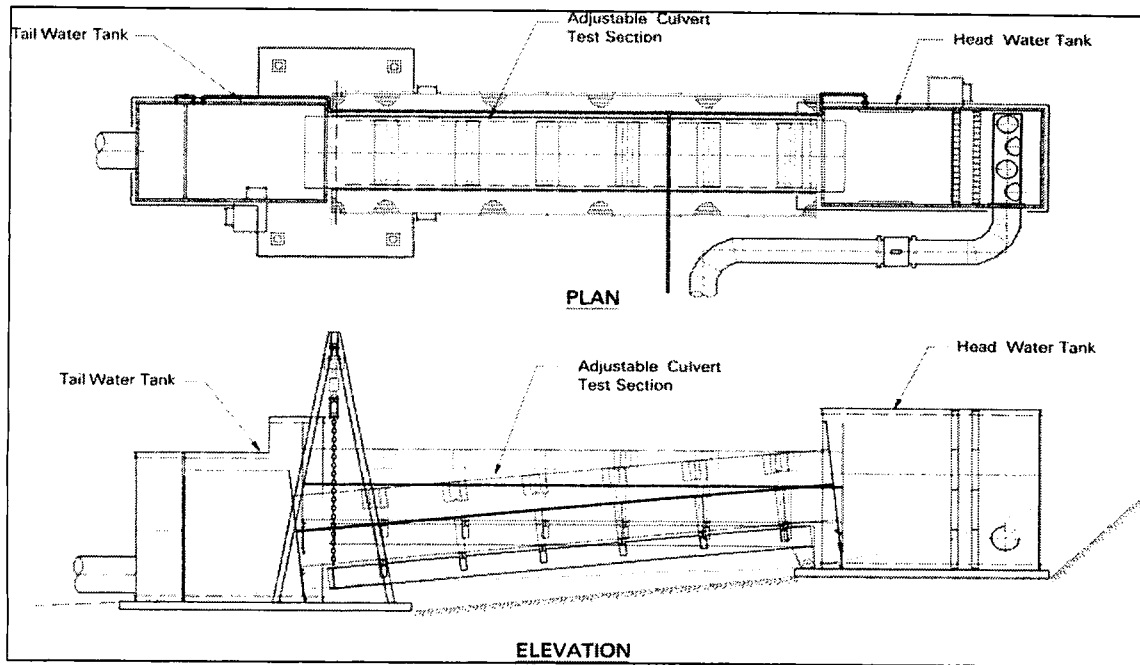 Adjustable Culvert
Test Section
Tail Water Tank
Head Water Tank
PLAN
Head Water Tank
Adjustable Culvert
Test Section
Tail Water Tank
ELEVATION